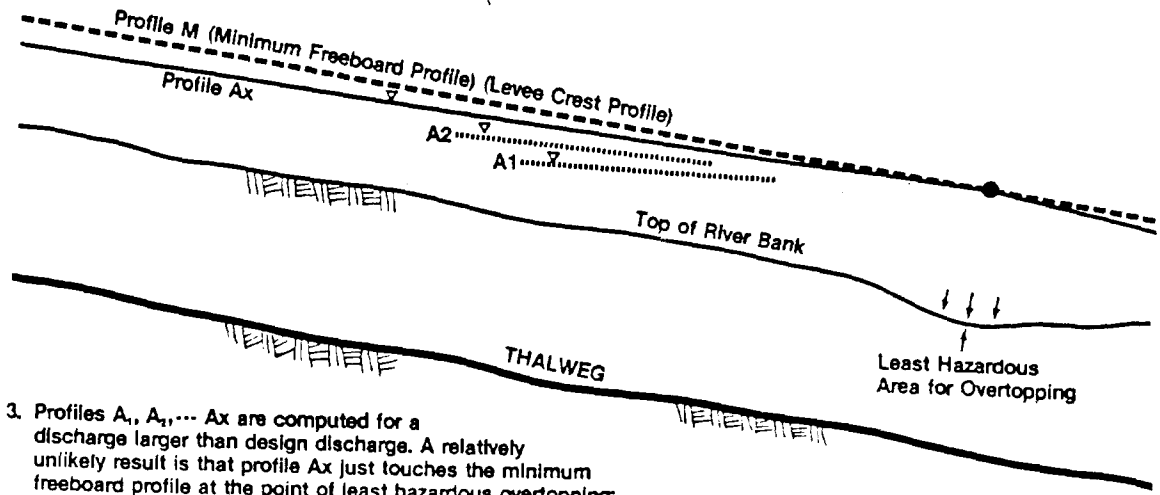 Profile M (Minimum Freeboard Profile) (Levee Crest Profile)
Profile Ax
A2
A1
Top of River Bank
Least Hazardous
Area for Overtopping
THALWEG
3. Profiles A₁, A₂,··· Ax are computed for a
discharge larger than design discharge. A relatively
unlikely result is that profile Ax just touches the minimum
freeboard profile at the point of least hazardous overtopping;